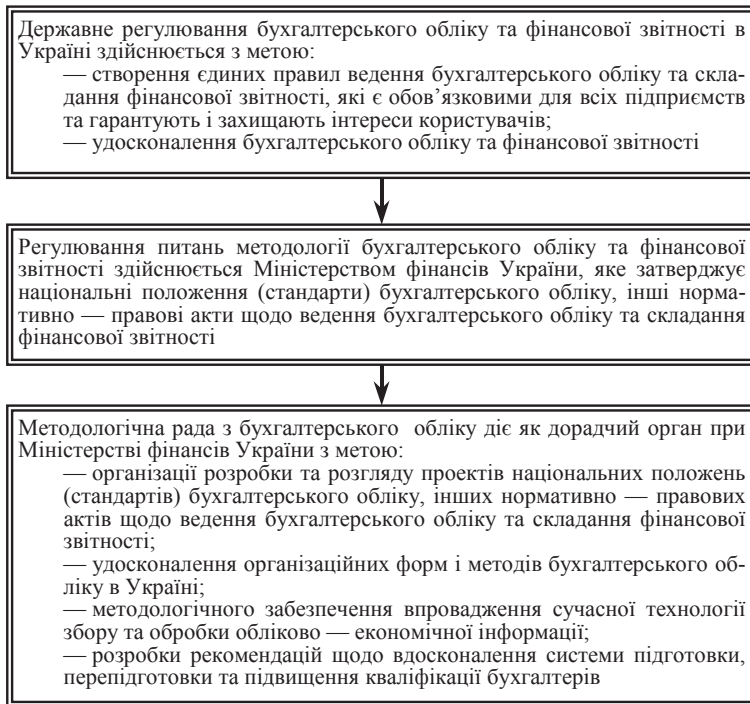 Державне регулювання бухгалтерського обліку та фінансової звітності в
Україні здійснюється з метою:
— створення єдиних правил ведення бухгалтерського обліку та скла-
дання фінансової звітності, які є обов’язковими для всіх підприємств
та гарантують і захищають інтереси користувачів;
— удосконалення бухгалтерського обліку та фінансової звітності
Регулювання питань методології бухгалтерського обліку та фінансової
звітності здійснюється Міністерством фінансів України, яке затверджує
національні положення (стандарти) бухгалтерського обліку, інші норма-
тивно — правові акти щодо ведення бухгалтерського обліку та складання
фінансової звітності
Методологічна рада з бухгалтерського обліку діє як дорадчий орган при
Міністерстві фінансів України з метою:
— організації розробки та розгляду проектів національних положень
(стандартів) бухгалтерського обліку, інших нормативно — правових
актів щодо ведення бухгалтерського обліку та складання фінансової
звітності;
— удосконалення організаційних форм і методів бухгалтерського об-
ліку в Україні;
— методологічного забезпечення впровадження сучасної технології
збору та обробки обліково — економічної інформації;
— розробки рекомендацій щодо вдосконалення системи підготовки,
перепідготовки та підвищення кваліфікації бухгалтерів